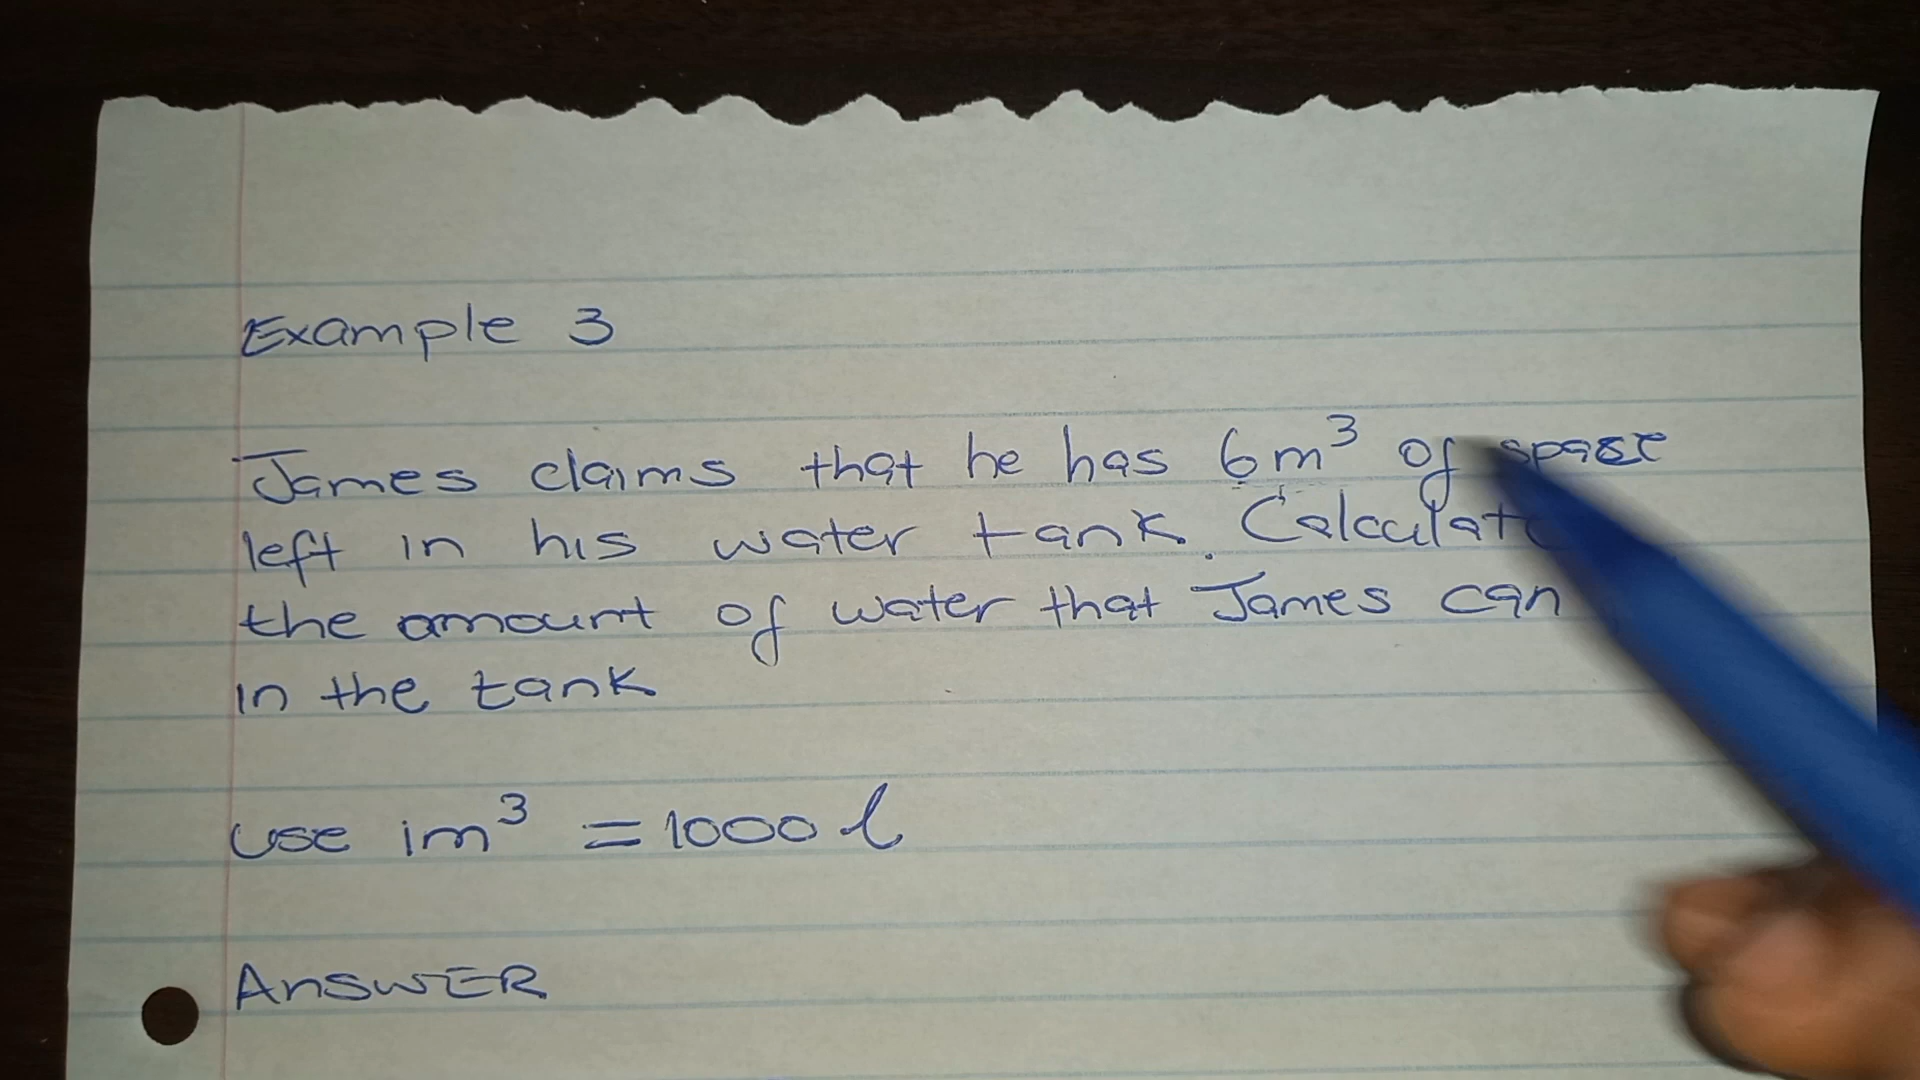 Example 3
James claims that he has 6m³ of space
left in his water tank. Calculate
the amount of water that James can
in the tank
use 1m³ = 1000 l
ANSWER